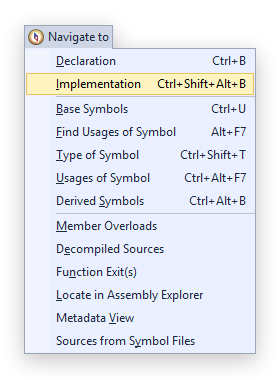 Navigate to
Declaration Ctrl+B
Implementation Ctrl+Shift+Alt+B
Base Symbols Ctrl+U
Find Usages of Symbol Alt+F7
Type of Symbol Ctrl+Shift+T
Usages of Symbol Ctrl+Alt+F7
Derived Symbols Ctrl+Alt+B
Member Overloads
Decompiled Sources
Function Exit(s)
Locate in Assembly Explorer
Metadata View
Sources from Symbol Files